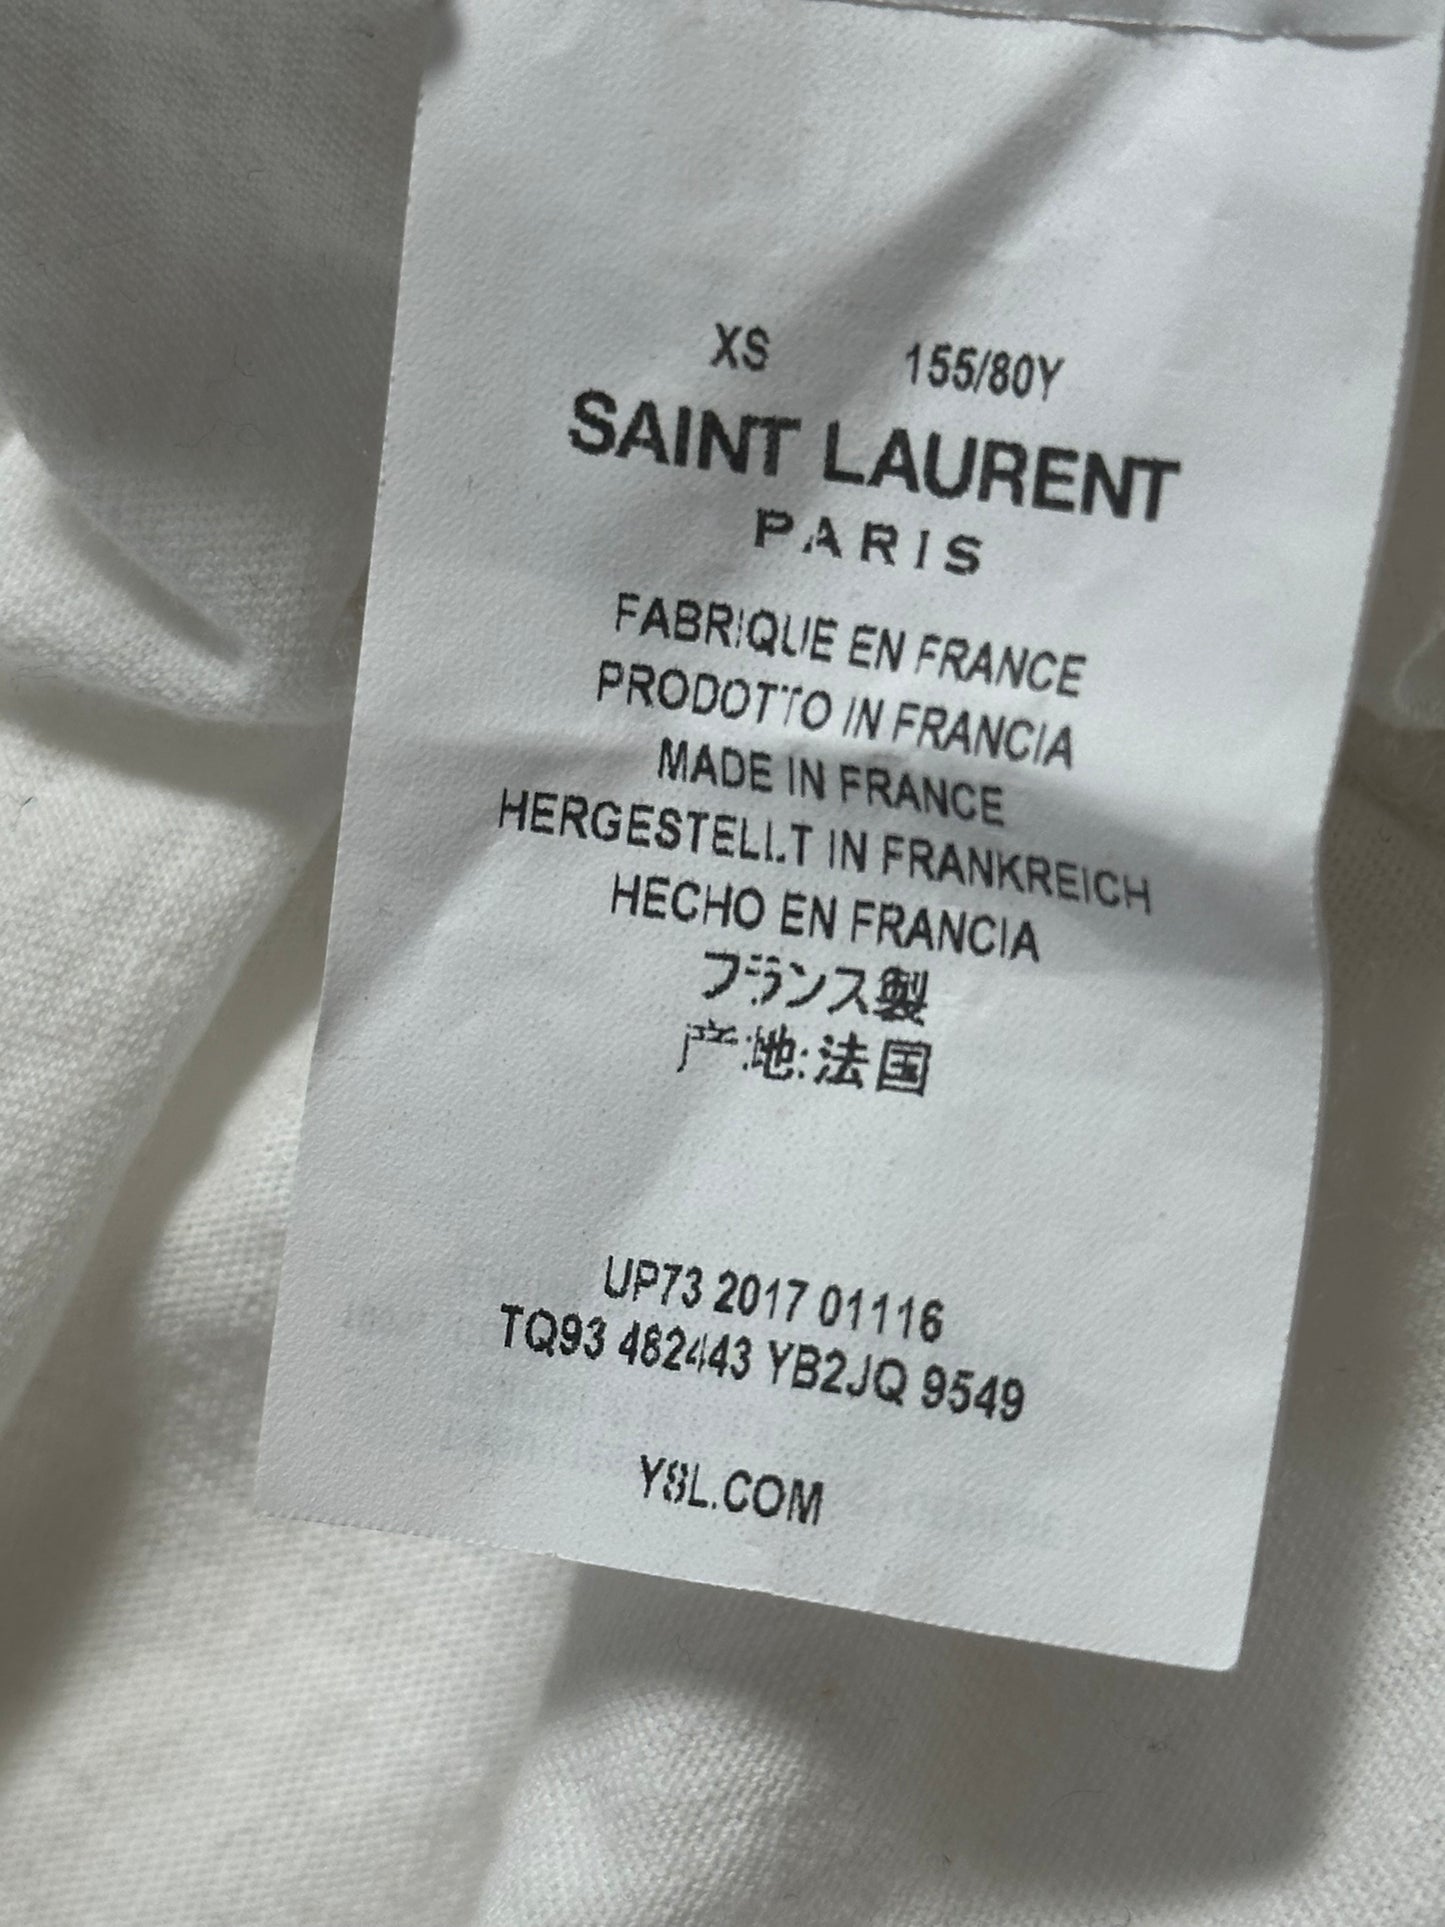 XS 155/80Y
SAINT LAURENT
PARIS
FABRIQUE EN FRANCE
PRODOTTO IN FRANCIA
MADE IN FRANCE
HERGESTELLT IN FRANKREICH
HECHO EN FRANCIA
フランス製
产地:法国
UP73 2017 01116
TQ93 482443 YB2JQ 9549
YSL.COM